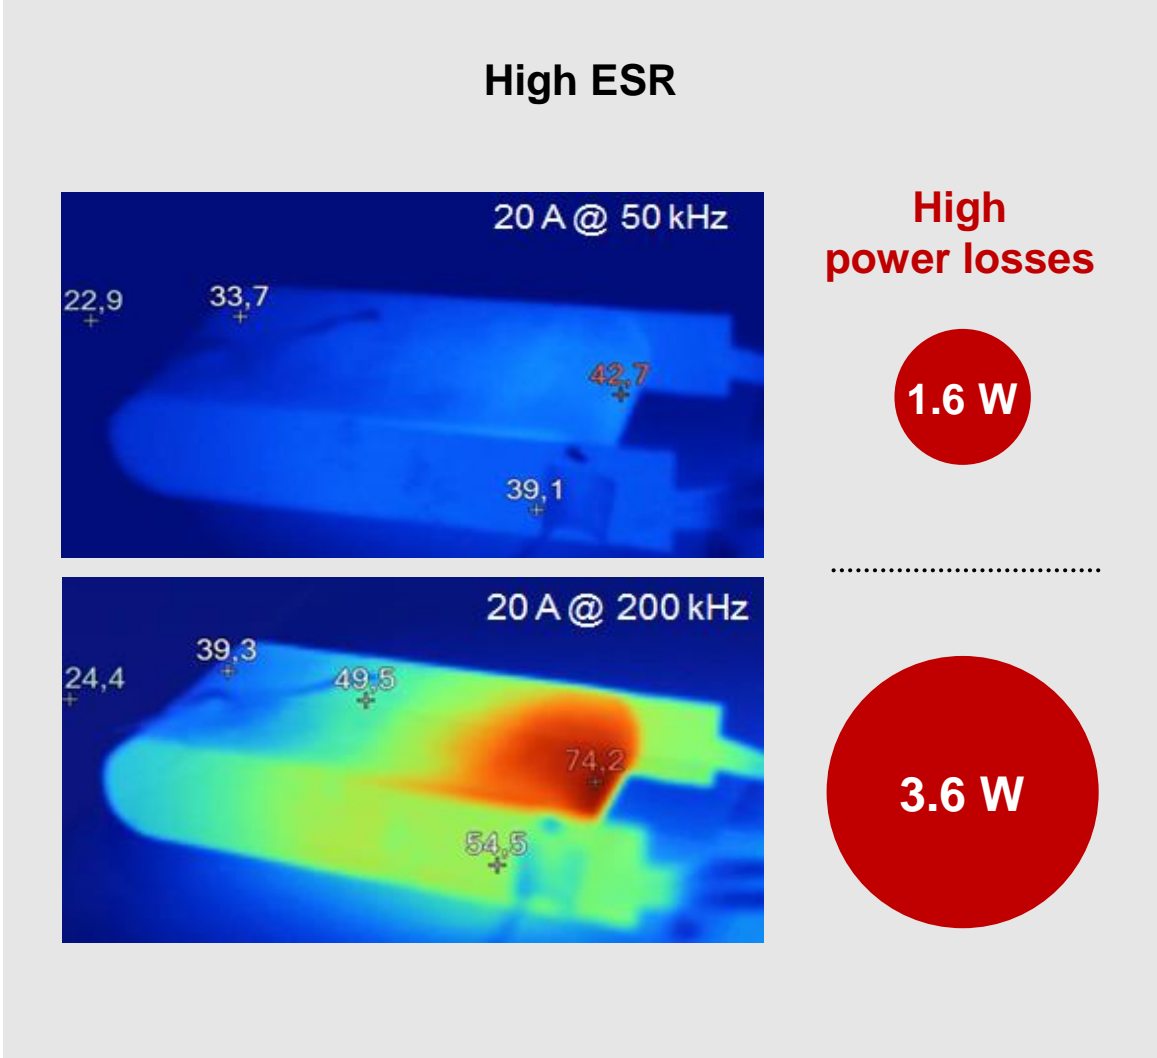 High ESR
20 A @ 50 kHz
22,9
33,7
42,7
39,1
High
power losses
1.6 W
20 A @ 200 kHz
39,3
24,4
49,5
74,2
54,5
3.6 W